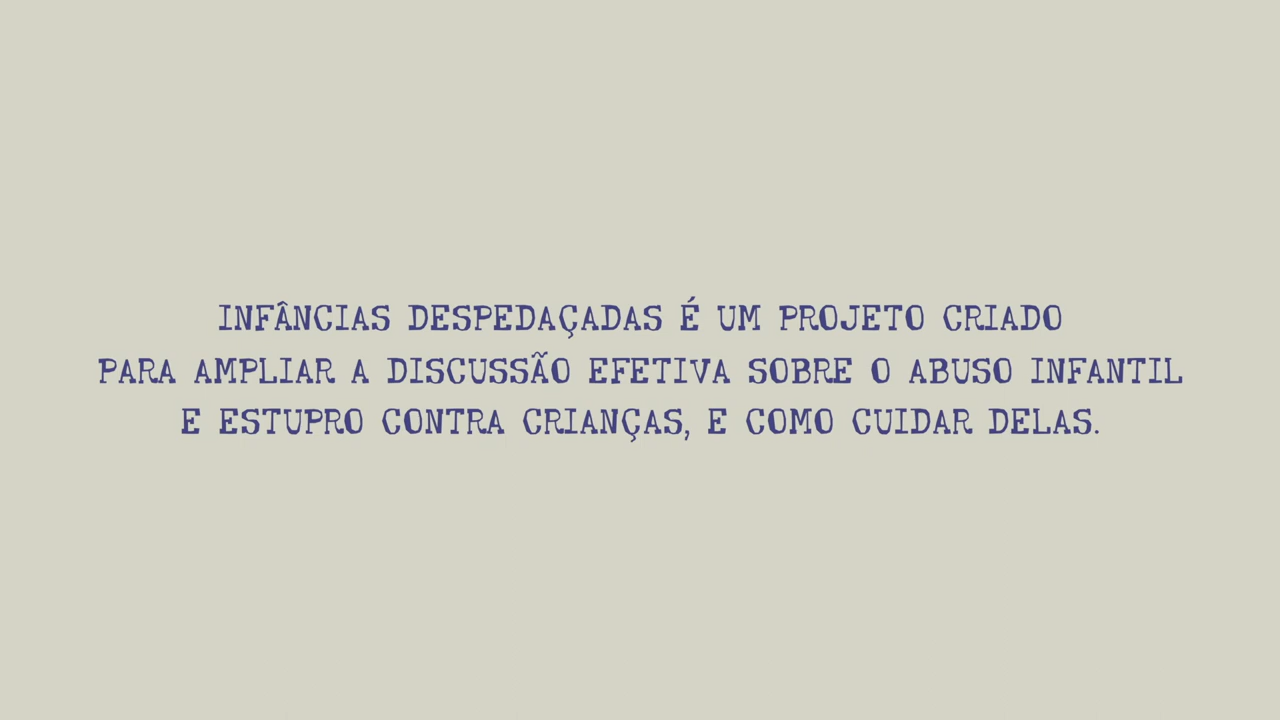 INFÂNCIAS DESPEDAÇADAS É UM PROJETO CRIADO
PARA AMPLIAR A DISCUSSÃO EFETIVA SOBRE O ABUSO INFANTIL
E ESTUPRO CONTRA CRIANÇAS, E COMO CUIDAR DELAS.